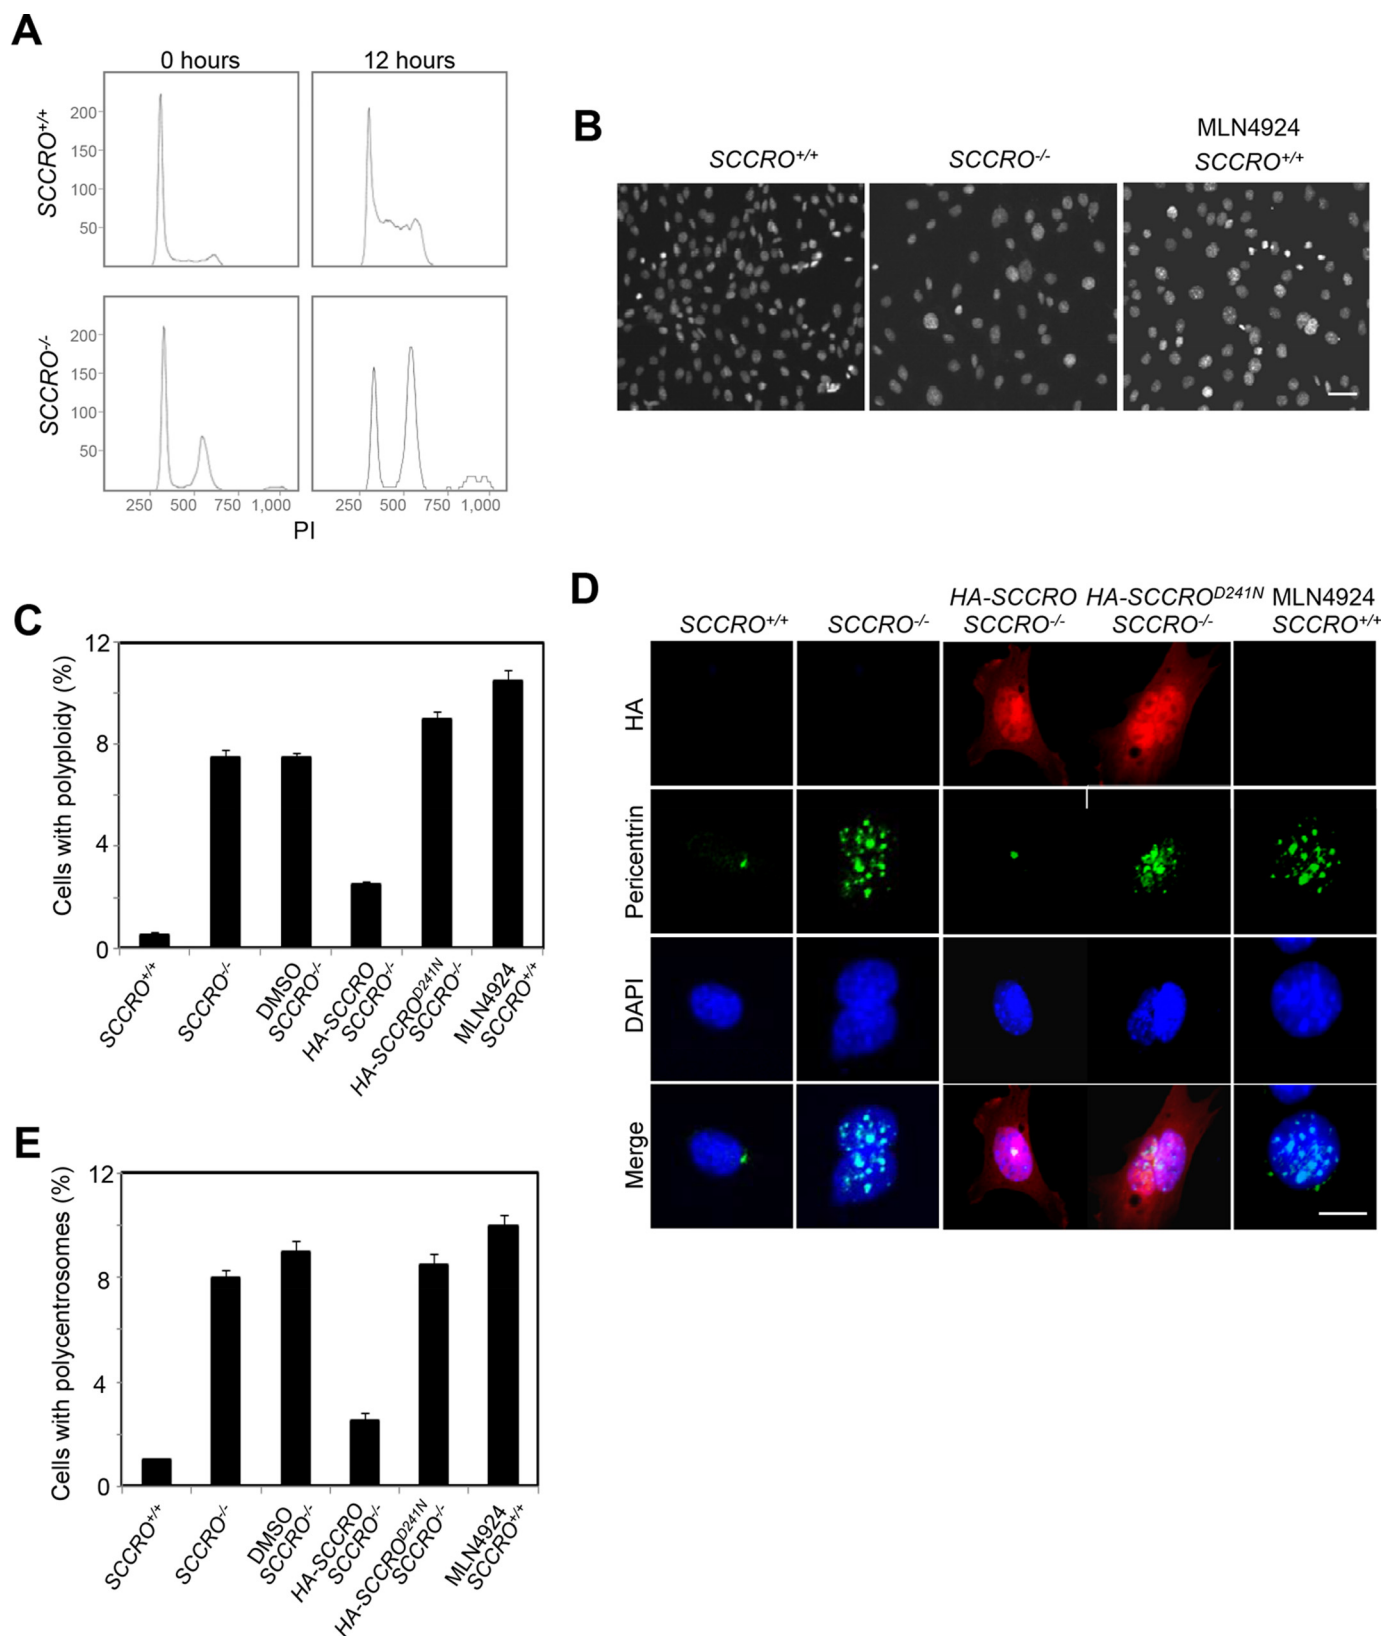 A
0 hours
12 hours
SCCRO+/+
200
150
100
50
SCCRO-/-
200
150
100
50
250 500 750 1,000
250 500 750 1,000
PI
B
SCCRO+/+
SCCRO-/-
MLN4924
SCCRO+/+
C
Cells with polyploidy (%)
12
8
4
0
SCCRO+/+
SCCRO-/-
DMSO
SCCRO-/-
HA-SCCRO
SCCRO-/-
HA-SCCROD241N
SCCRO-/-
MLN4924
SCCRO+/+
D
SCCRO+/+
SCCRO-/-
HA-SCCRO
SCCRO-/-
HA-SCCROD241N
SCCRO-/-
MLN4924
SCCRO+/+
HA
Pericentrin
DAPI
Merge
E
Cells with polycentrosomes (%)
12
8
4
0
SCCRO+/+
SCCRO-/-
DMSO
SCCRO-/-
HA-SCCRO
SCCRO-/-
HA-SCCROD241N
SCCRO-/-
MLN4924
SCCRO+/+